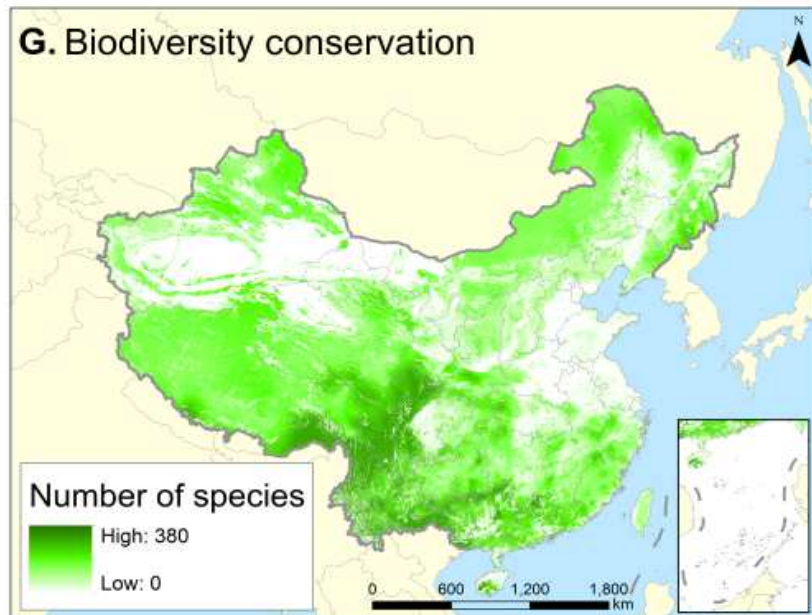 G. Biodiversity conservation
N
Number of species
High: 380
Low: 0
0 600 1,200 1,800
km